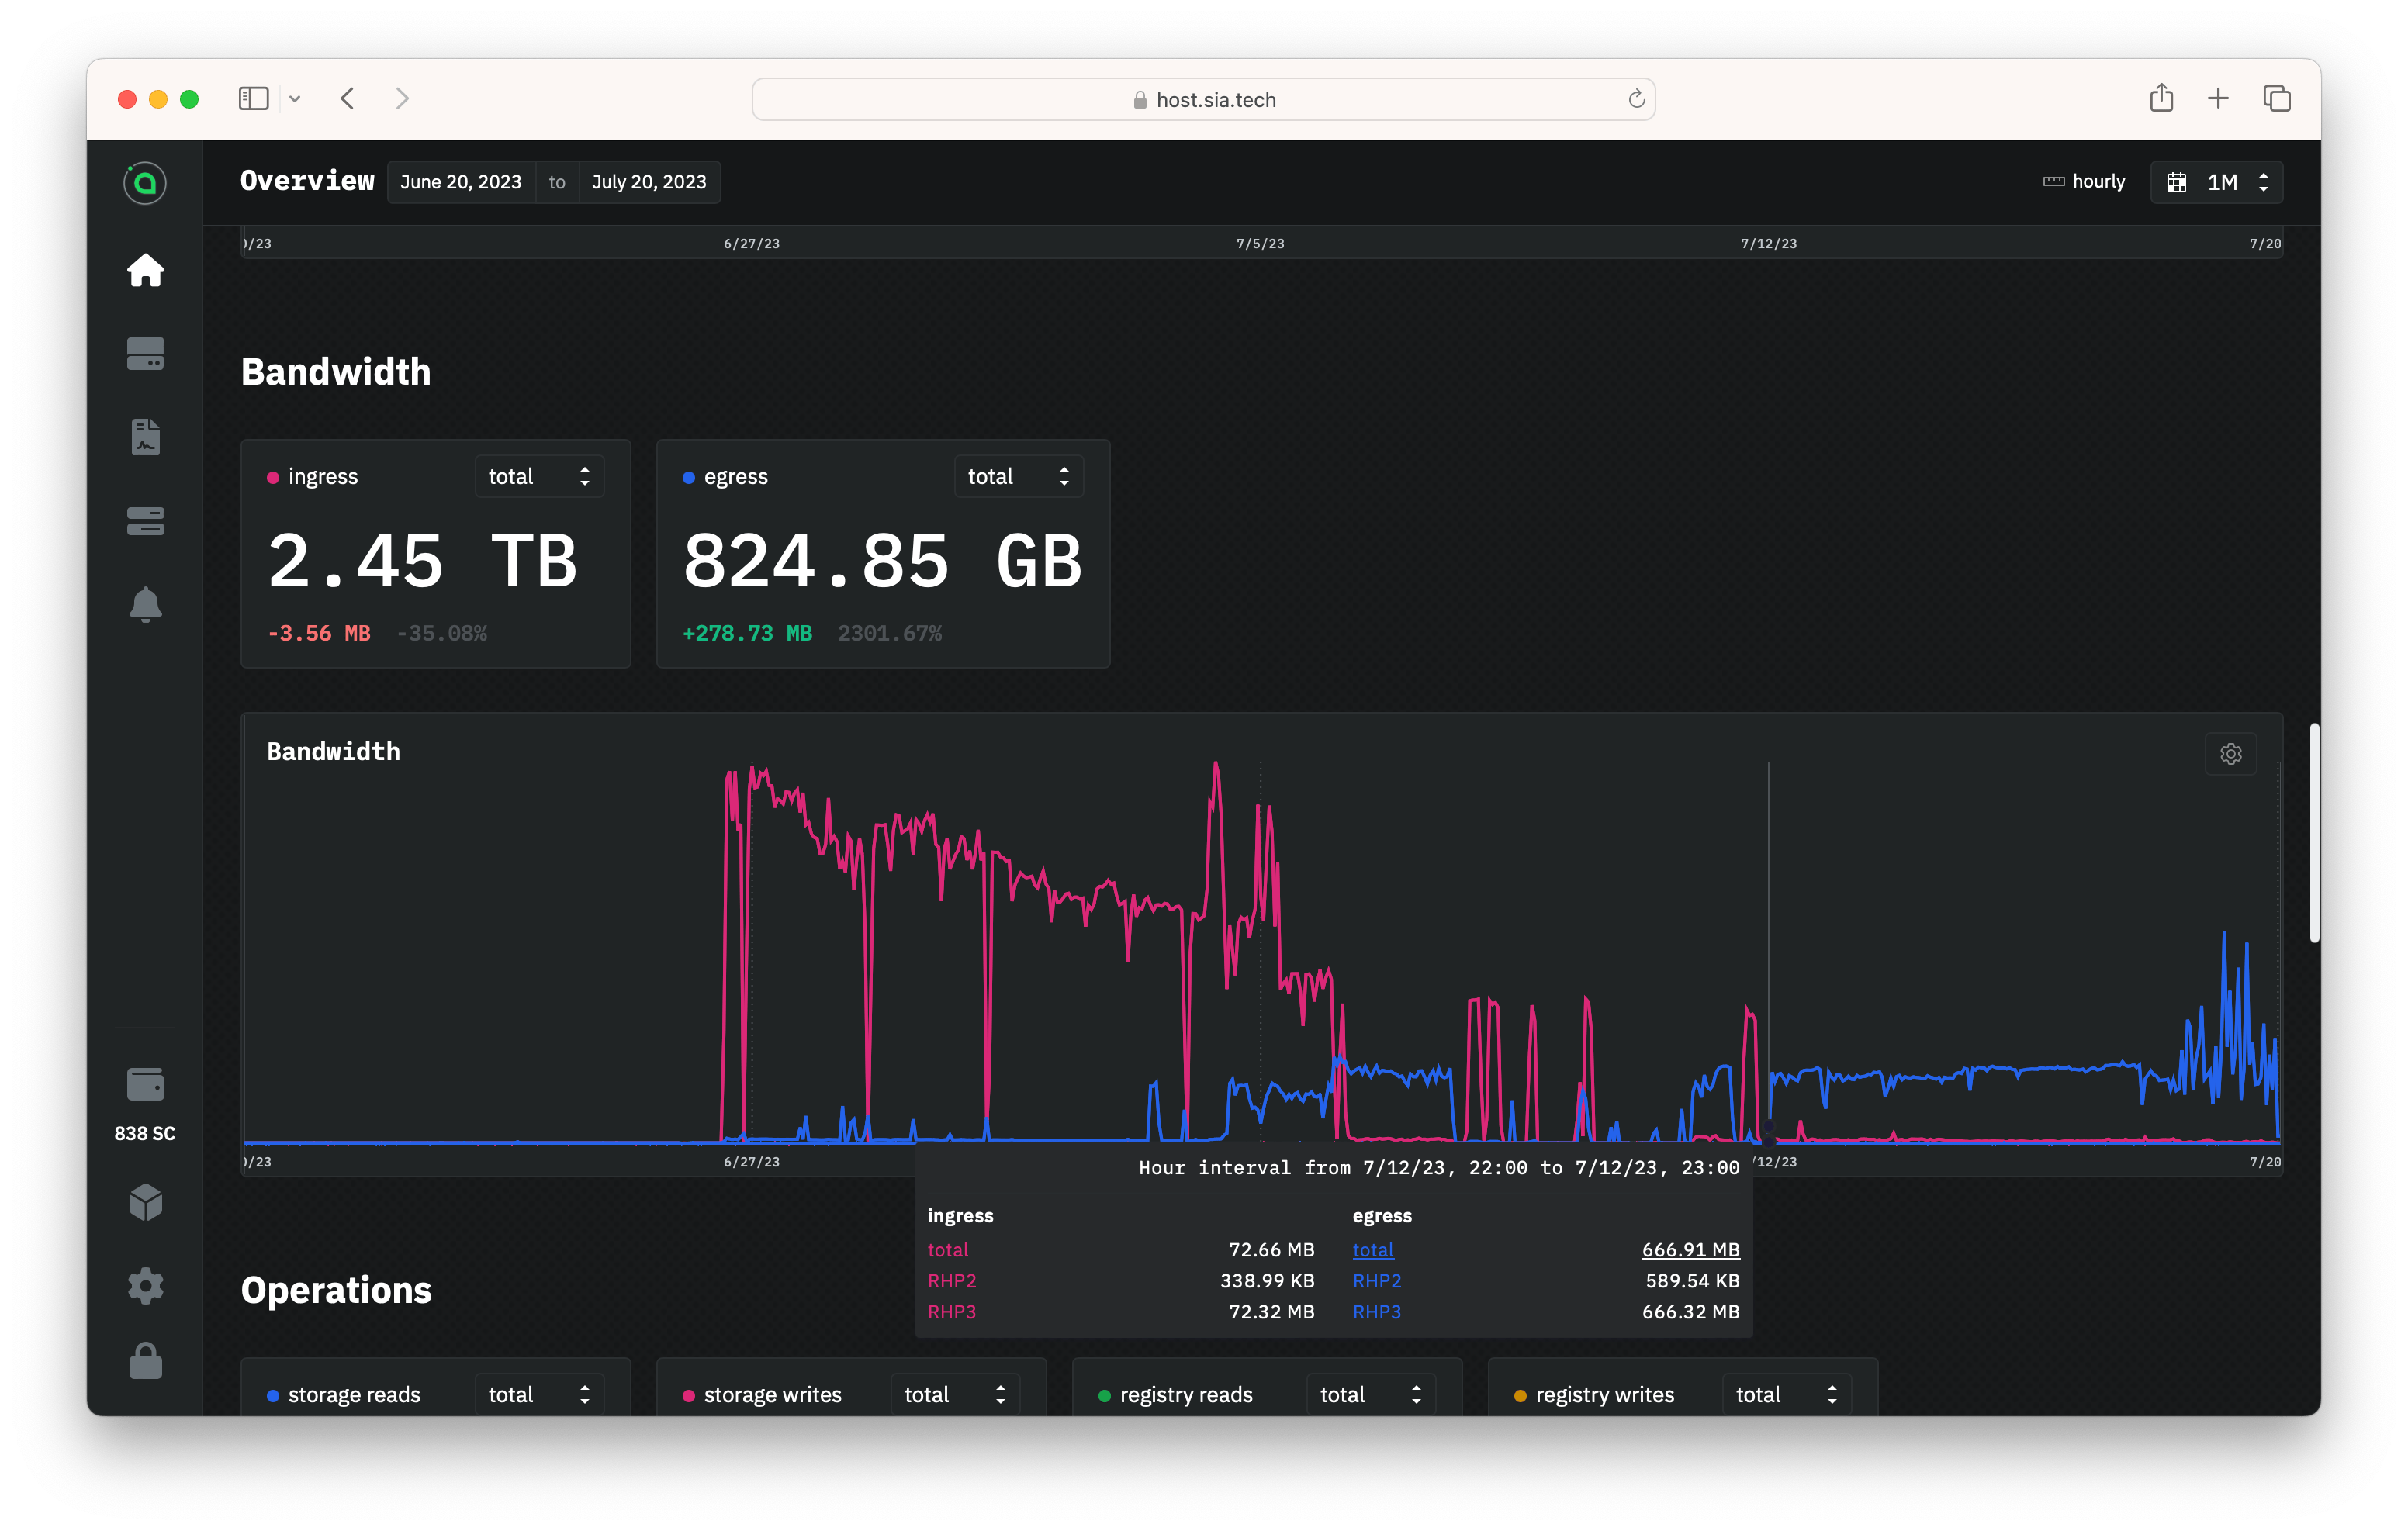 host.sia.tech
Overview June 20, 2023 to July 20, 2023 hourly 1M
0/23 6/27/23 7/5/23 7/12/23 7/20
Bandwidth
ingress total egress total
2.45 TB 824.85 GB
-3.56 MB -35.08% +278.73 MB 2301.67%
Bandwidth
838 SC
0/23 6/27/23 /12/23 7/20
Hour interval from 7/12/23, 22:00 to 7/12/23, 23:00
ingress egress
total 72.66 MB total 666.91 MB
RHP2 338.99 KB RHP2 589.54 KB
RHP3 72.32 MB RHP3 666.32 MB
Operations
storage reads total storage writes total registry reads total registry writes total